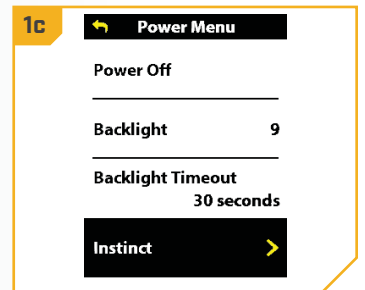 1c
Power Menu
Power Off
Backlight 9
Backlight Timeout
30 seconds
Instinct